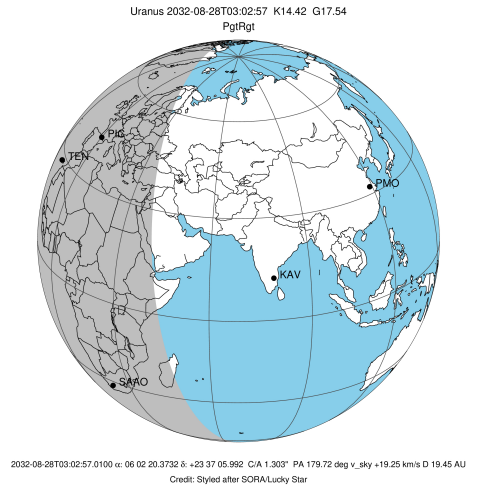 Uranus 2032-08-28T03:02:57  K14.42  G17.54
PgtRgt
PIC
TEN
PMO
KAV
SAAO
2032-08-28T03:02:57.0100 α: 06 02 20.3732 δ: +23 37 05.992  C/A 1.303"  PA 179.72 deg v_sky +19.25 km/s D 19.45 AU
Credit: Styled after SORA/Lucky Star